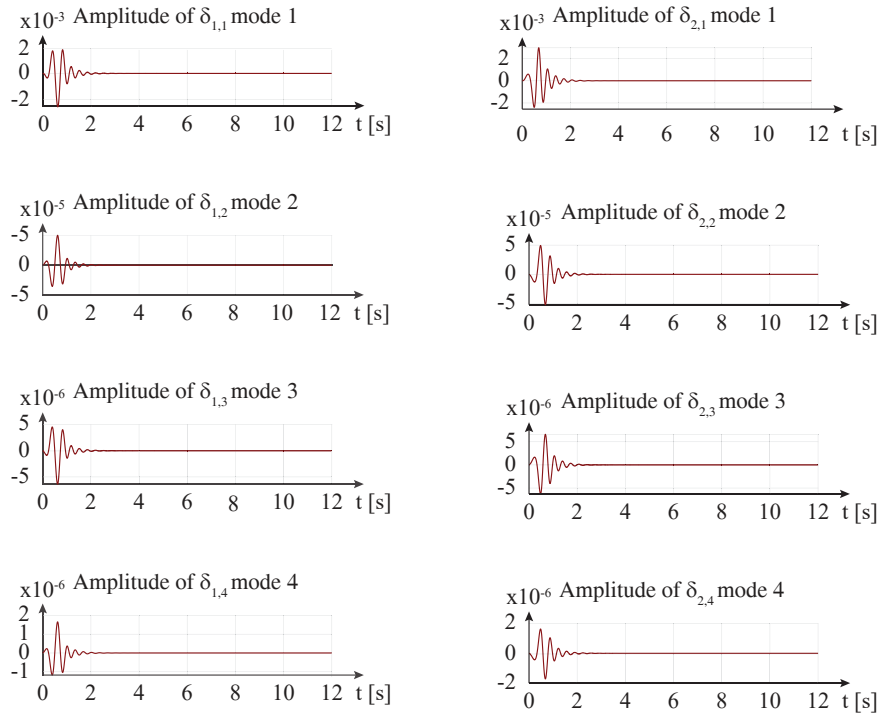 x10-3 Amplitude of δ1,1 mode 1
2
0
-2
0 2 4 6 8 10 12 t [s]
x10-3 Amplitude of δ2,1 mode 1
2
0
-2
0 2 4 6 8 10 12 t [s]
x10-5 Amplitude of δ1,2 mode 2
-5
0
-5
0 2 4 6 8 10 12 t [s]
x10-5 Amplitude of δ2,2 mode 2
5
0
-5
0 2 4 6 8 10 12 t [s]
x10-6 Amplitude of δ1,3 mode 3
5
0
-5
0 2 4 6 8 10 12 t [s]
x10-6 Amplitude of δ2,3 mode 3
5
0
-5
0 2 4 6 8 10 12 t [s]
x10-6 Amplitude of δ1,4 mode 4
2
1
0
-1
0 2 4 6 8 10 12 t [s]
x10-6 Amplitude of δ2,4 mode 4
2
0
-2
0 2 4 6 8 10 12 t [s]